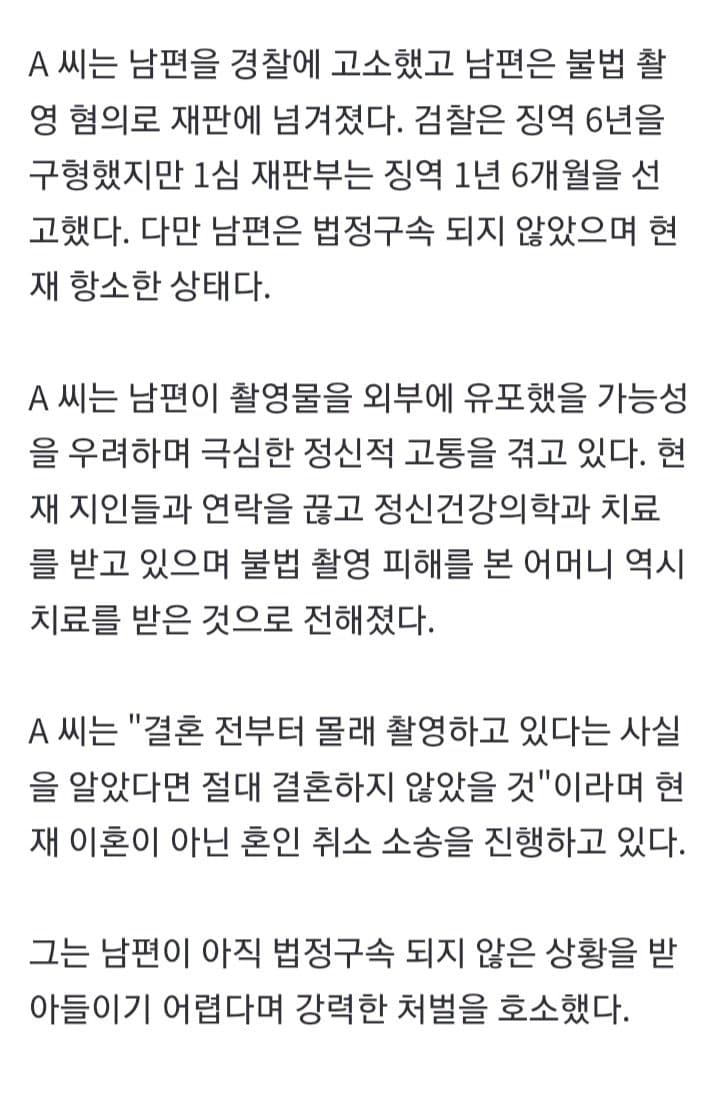 A 씨는 남편을 경찰에 고소했고 남편은 불법 촬
영 혐의로 재판에 넘겨졌다. 검찰은 징역 6년을
구형했지만 1심 재판부는 징역 1년 6개월을 선
고했다. 다만 남편은 법정구속 되지 않았으며 현
재 항소한 상태다.
A 씨는 남편이 촬영물을 외부에 유포했을 가능성
을 우려하며 극심한 정신적 고통을 겪고 있다. 현
재 지인들과 연락을 끊고 정신건강의학과 치료
를 받고 있으며 불법 촬영 피해를 본 어머니 역시
치료를 받은 것으로 전해졌다.
A 씨는 "결혼 전부터 몰래 촬영하고 있다는 사실
을 알았다면 절대 결혼하지 않았을 것"이라며 현
재 이혼이 아닌 혼인 취소 소송을 진행하고 있다.
그는 남편이 아직 법정구속 되지 않은 상황을 받
아들이기 어렵다며 강력한 처벌을 호소했다.